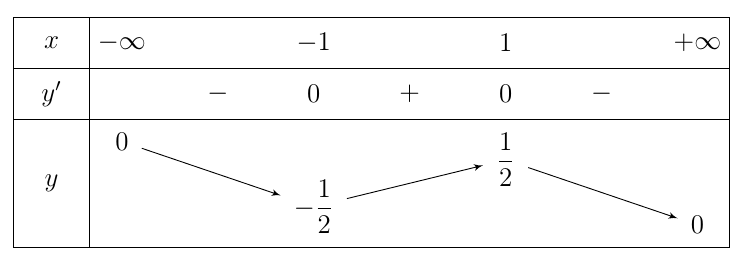 x −∞ −1 1 +∞
y′ − 0 + 0 −
y 0 −1/2 1/2 0